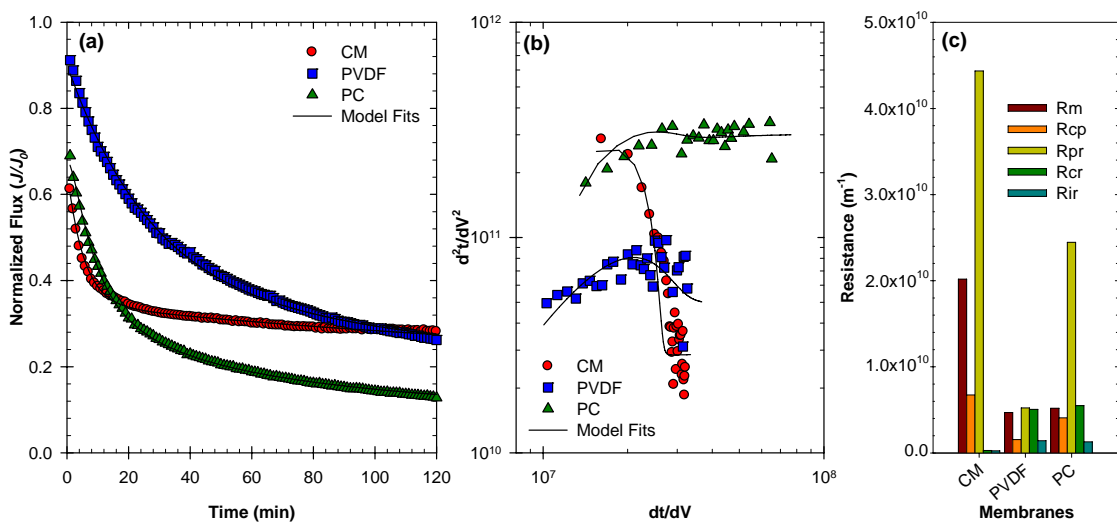 (a)
CM
PVDF
PC
Model Fits
Normalized Flux (J/J₀)
1.0
0.8
0.6
0.4
0.2
0.0
0 20 40 60 80 100 120
Time (min)
(b)
d²t/dV²
10¹²
10¹¹
10¹⁰
CM
PVDF
PC
Model Fits
10⁷ 10⁸
dt/dV
(c)
Resistance (m⁻¹)
5.0x10¹⁰
4.0x10¹⁰
3.0x10¹⁰
2.0x10¹⁰
1.0x10¹⁰
0.0
Rm
Rcp
Rpr
Rcr
Rir
CM PVDF PC
Membranes